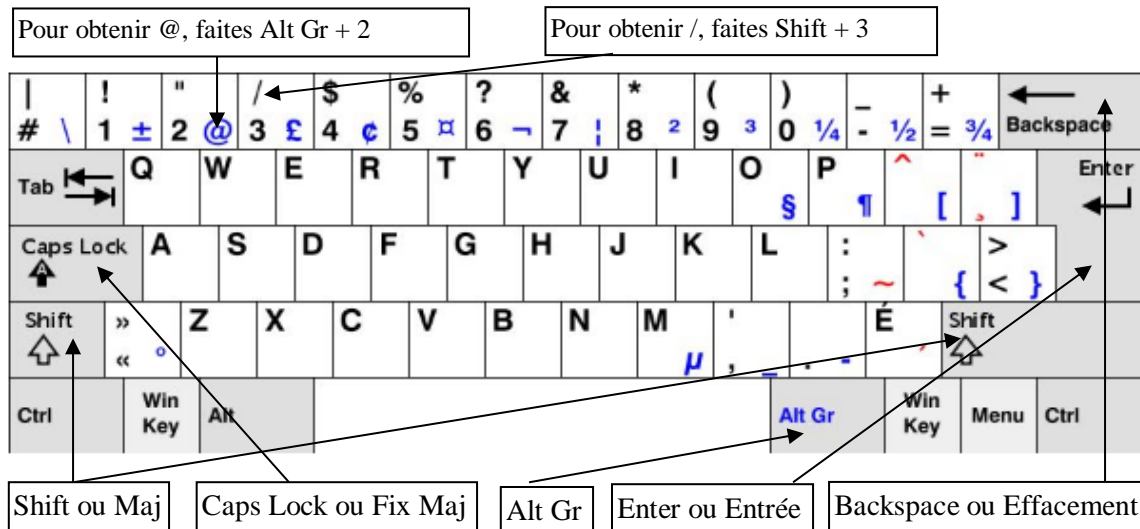 Pour obtenir @, faites Alt Gr + 2
Pour obtenir /, faites Shift + 3
| ! " / $ % ? & * ( ) _ +
# \ 1 ± 2 @ 3 £ 4 ¢ 5 ¤ 6 ¬ 7 ¦ 8 ² 9 ³ 0 ¼ - ½ = ¾ Backspace
Tab Q W E R T Y U I O P ^ ¨ Enter
§ ¶ [ ¸ ]
Caps Lock A S D F G H J K L : ` >
A ; ~ { < }
Shift » Z X C V B N M ' É Shift
« ° µ , _ . - ´
Ctrl Win Key Alt Alt Gr Win Key Menu Ctrl
Shift ou Maj
Caps Lock ou Fix Maj
Alt Gr
Enter ou Entrée
Backspace ou Effacement